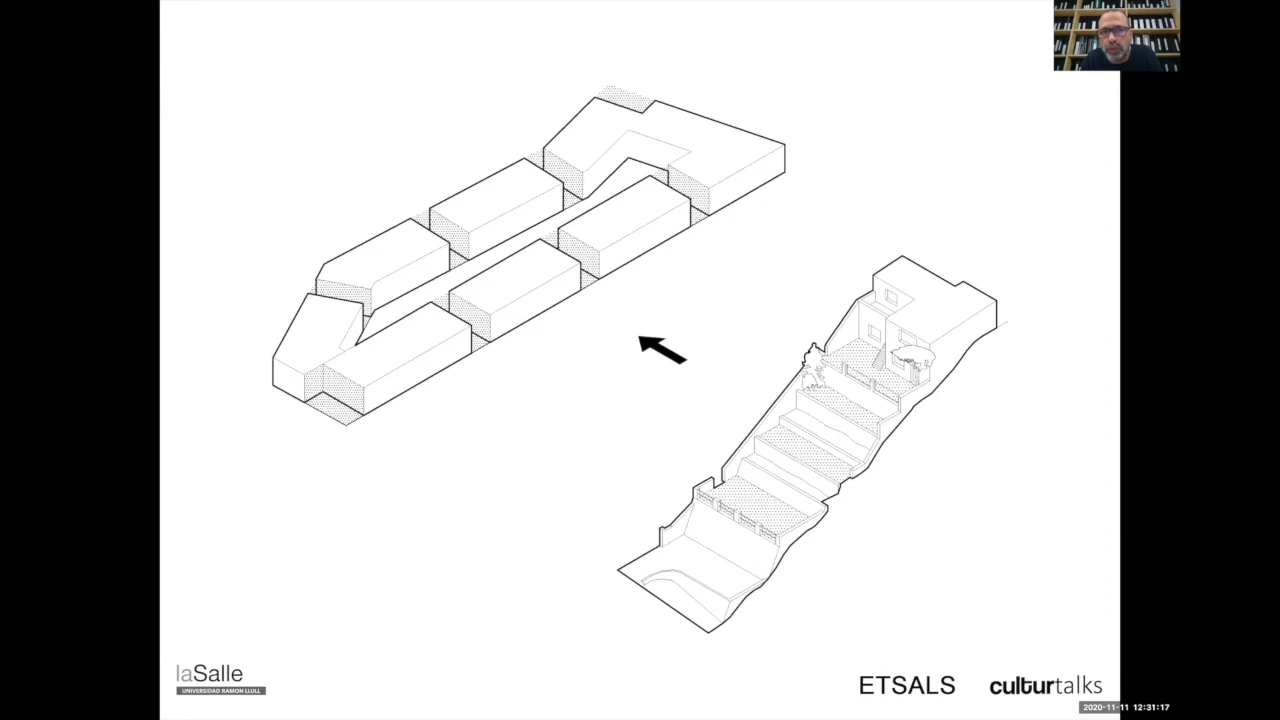 laSalle
UNIVERSIDAD RAMON LLULL
ETSALS
culturtalks
2020-11-11 12:31:17